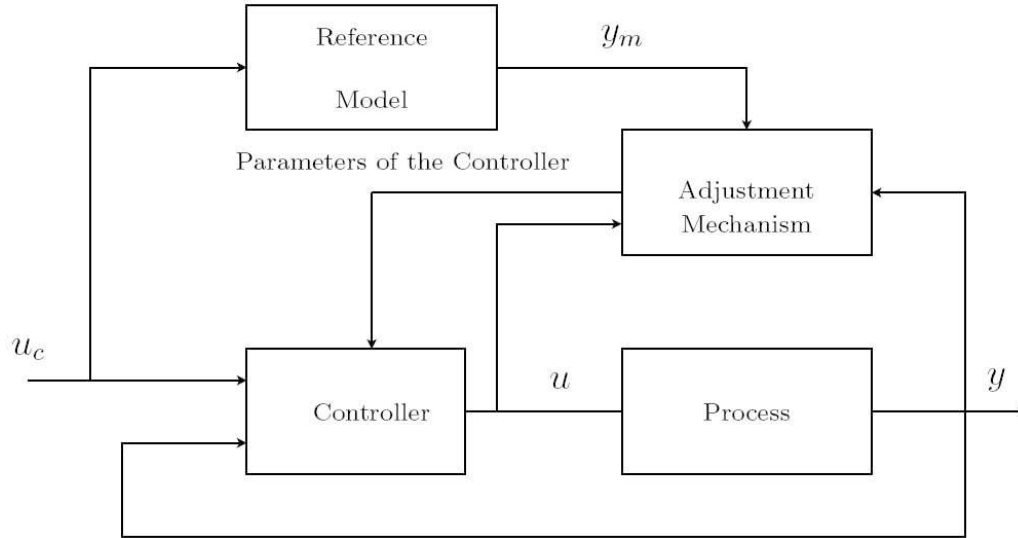 Reference
Model
y_m
Parameters of the Controller
Adjustment
Mechanism
u_c
Controller
u
Process
y